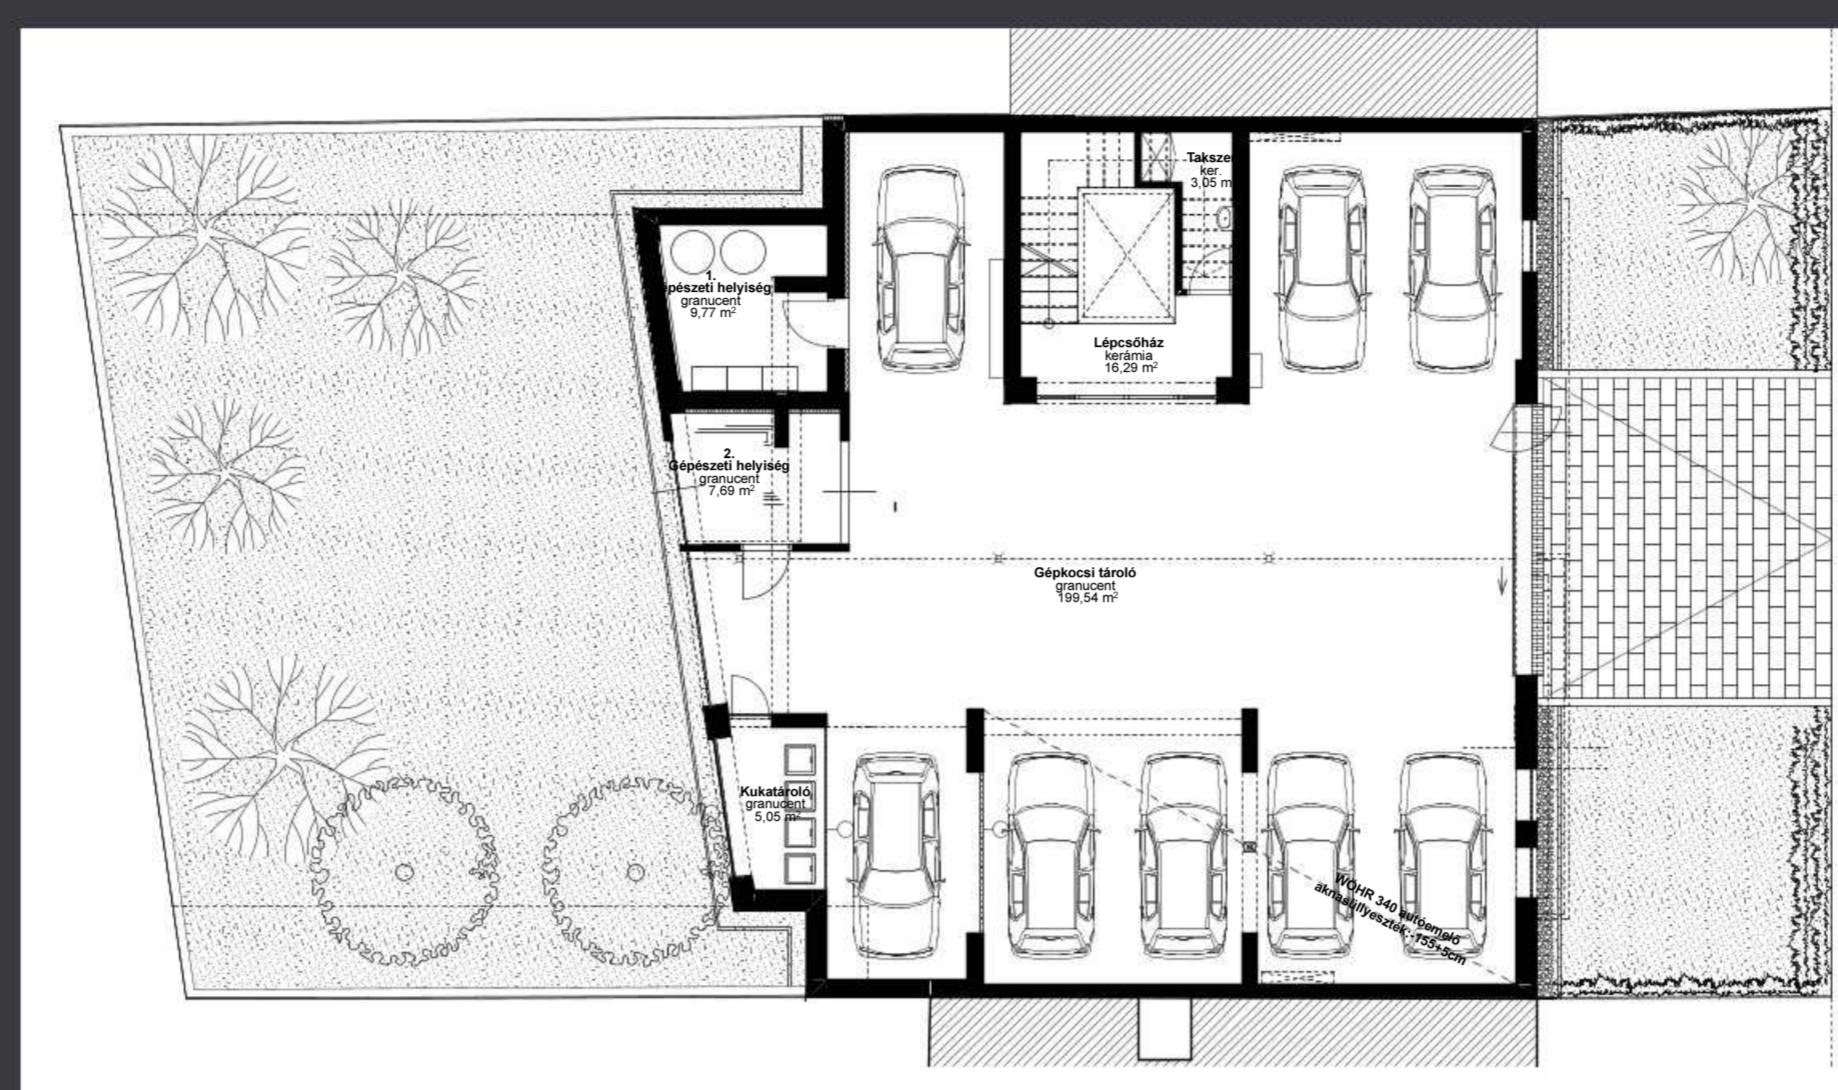 Takszer
ker.
3,05 m
1.
épészeti helyiség
granucent
9,77 m²
Lépcsőház
kerámia
16,29 m²
2.
Gépészeti helyiség
granucent
7,69 m²
Gépkocsi tároló
granucent
199,54 m²
Kukatároló
granucent
5,05 m²
WÖHR 340 autóemelő
aknasüllyeszték:-155+5cm